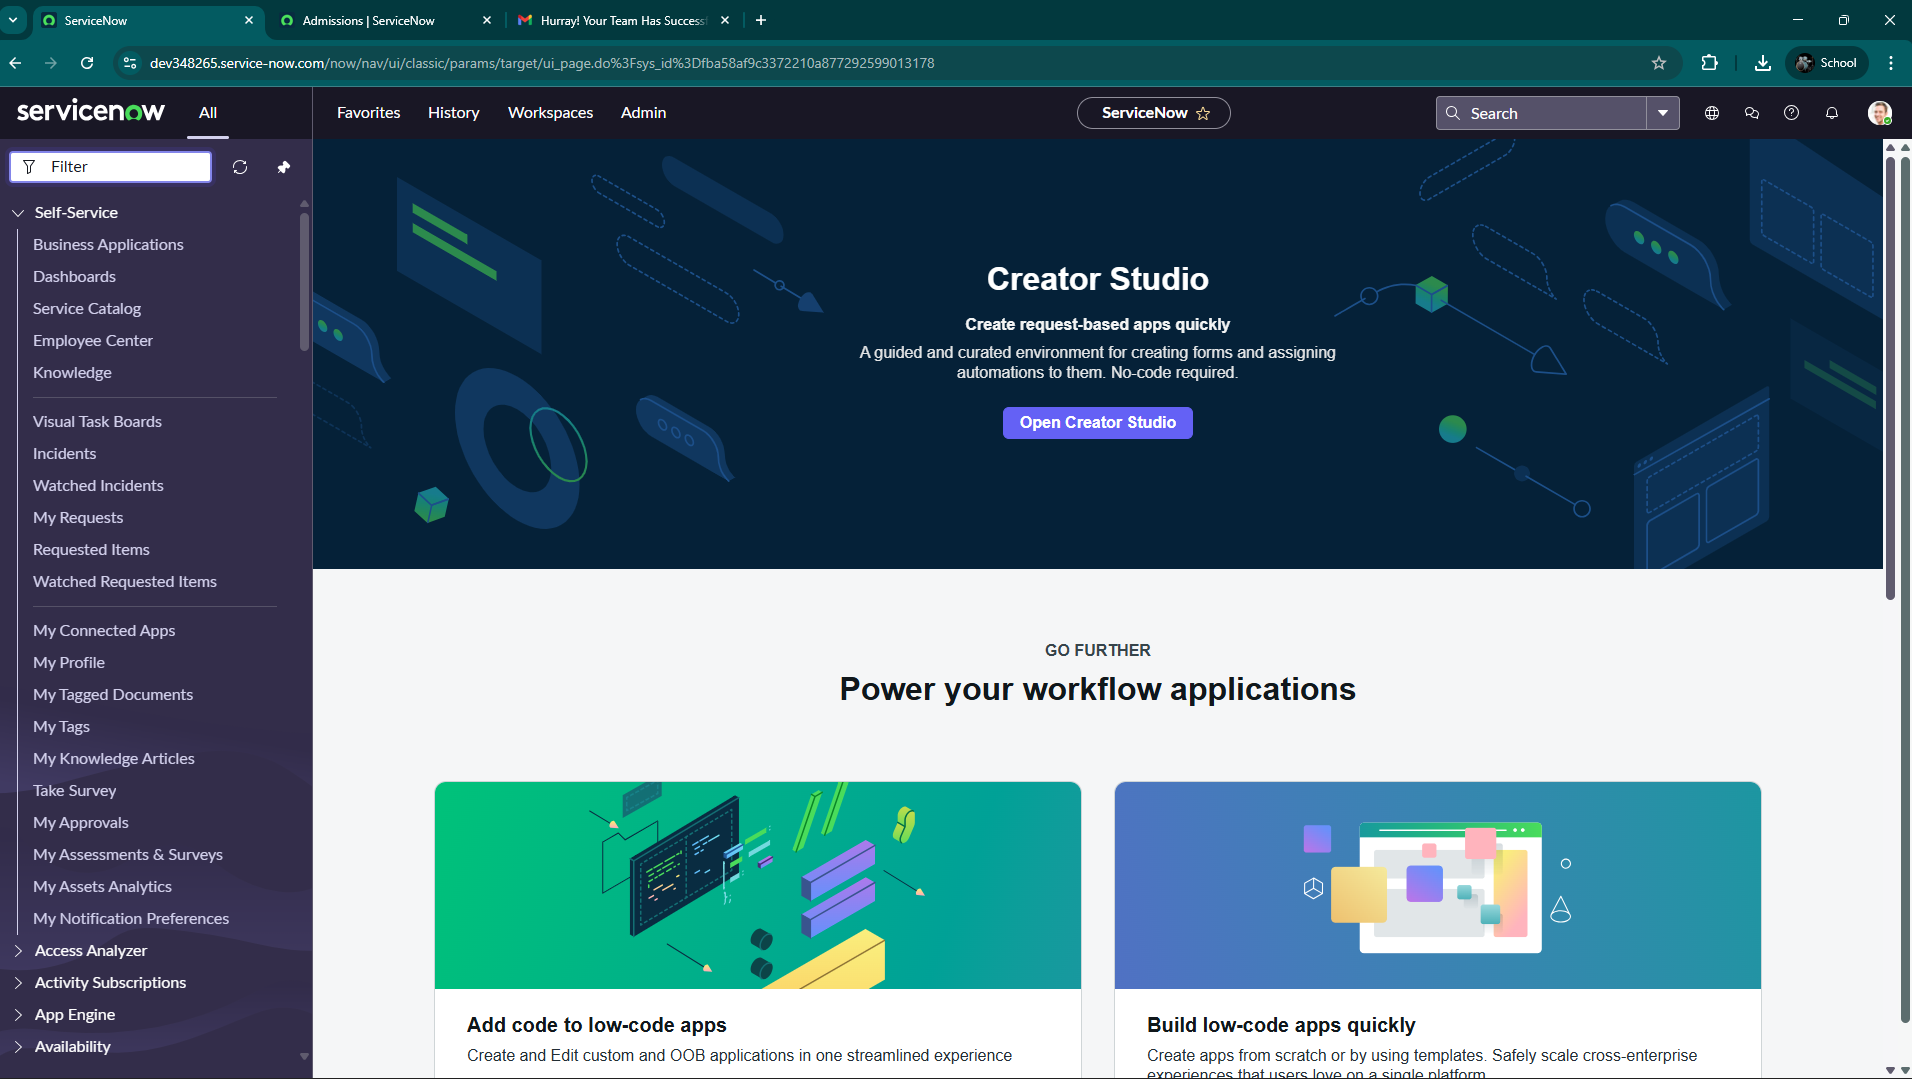 ServiceNow
Admissions | ServiceNow
Hurray! Your Team Has Success
dev348265.service-now.com/now/nav/ui/classic/params/target/ui_page.do%3Fsys_id%3Dfba58af9c3372210a877292599013178
School
servicenow
All
Favorites
History
Workspaces
Admin
ServiceNow
Search
Filter
Self-Service
Business Applications
Dashboards
Service Catalog
Employee Center
Knowledge
Visual Task Boards
Incidents
Watched Incidents
My Requests
Requested Items
Watched Requested Items
My Connected Apps
My Profile
My Tagged Documents
My Tags
My Knowledge Articles
Take Survey
My Approvals
My Assessments & Surveys
My Assets Analytics
My Notification Preferences
Access Analyzer
Activity Subscriptions
App Engine
Availability
Creator Studio
Create request-based apps quickly
A guided and curated environment for creating forms and assigning
automations to them. No-code required.
Open Creator Studio
GO FURTHER
Power your workflow applications
Add code to low-code apps
Create and Edit custom and OOB applications in one streamlined experience
Build low-code apps quickly
Create apps from scratch or by using templates. Safely scale cross-enterprise
experiences that users love on a single platform